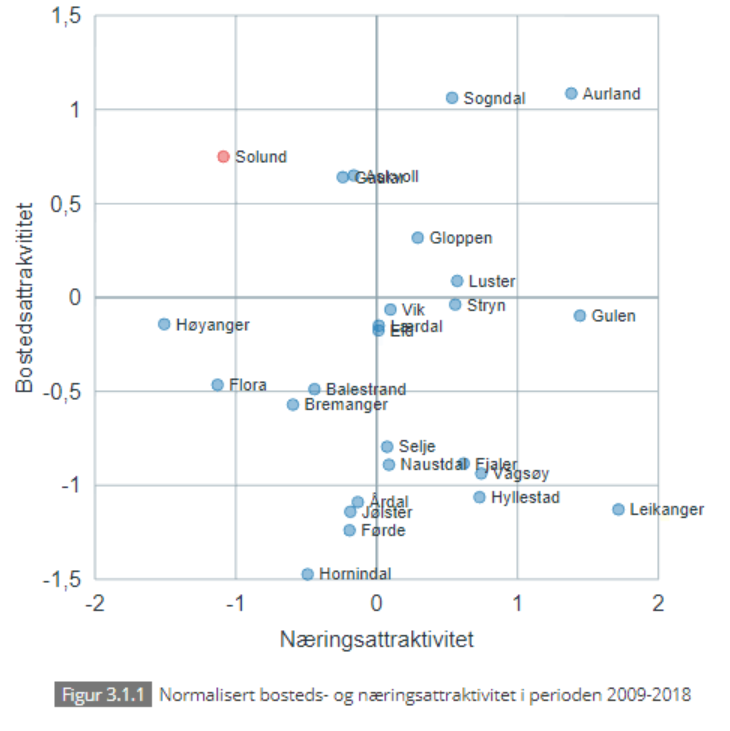 1,5
1
0,5
0
-0,5
-1
-1,5
Bostedsattrakvititet
Sogndal
Aurland
Solund
Askvoll
Gaular
Gloppen
Luster
Stryn
Vik
Gulen
Lærdal
Eid
Høyanger
Flora
Balestrand
Bremanger
Selje
Naustdal
Fjaler
Vågsøy
Hyllestad
Leikanger
Årdal
Jølster
Førde
Hornindal
-2
-1
0
1
2
Næringsattraktivitet
Figur 3.1.1 Normalisert bosteds- og næringsattraktivitet i perioden 2009-2018